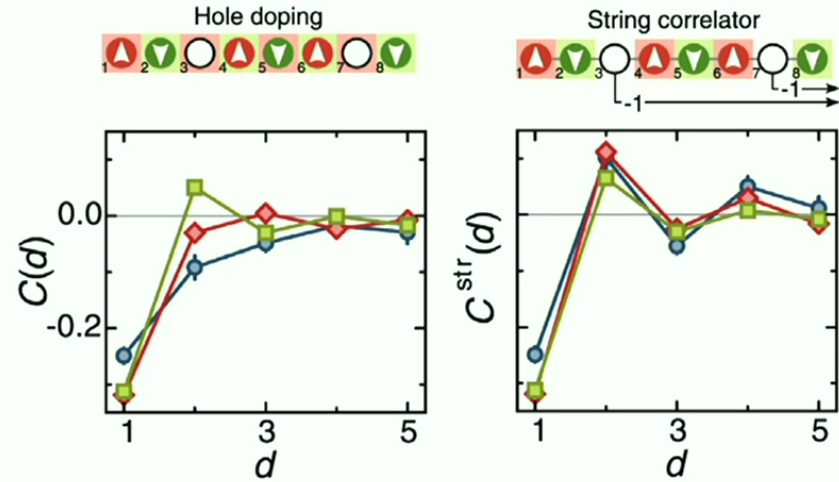 Hole doping
1 2 3 4 5 6 7 8
0.0
-0.2
C(d)
1 3 5
d
String correlator
1 2 3 4 5 6 7 8
-1
-1
C^str(d)
1 3 5
d